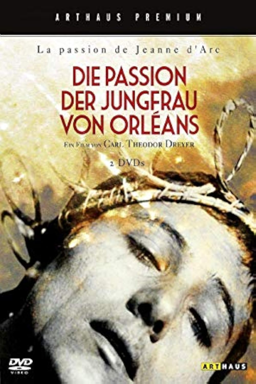 ARTHAUS PREMIUM
La passion de Jeanne d'Arc
DIE PASSION
DER JUNGFRAU
VON ORLÉANS
EIN FILM VON CARL THEODOR DREYER
2 DVDs
DVD
VIDEO
ARTHAUS